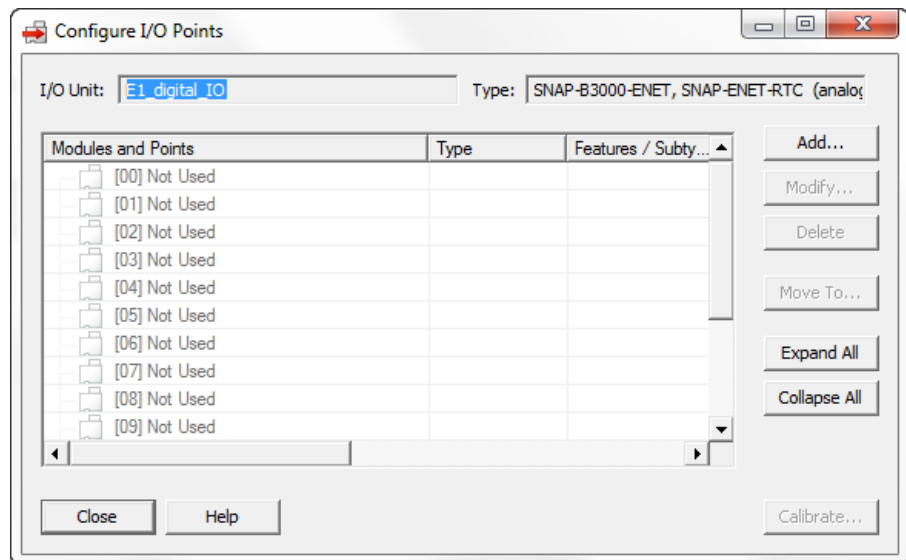 Configure I/O Points
I/O Unit: E1_digital_IO Type: SNAP-B3000-ENET, SNAP-ENET-RTC (analog
Modules and Points Type Features / Subty...
[00] Not Used
[01] Not Used
[02] Not Used
[03] Not Used
[04] Not Used
[05] Not Used
[06] Not Used
[07] Not Used
[08] Not Used
[09] Not Used
Add...
Modify...
Delete
Move To...
Expand All
Collapse All
Close Help Calibrate...